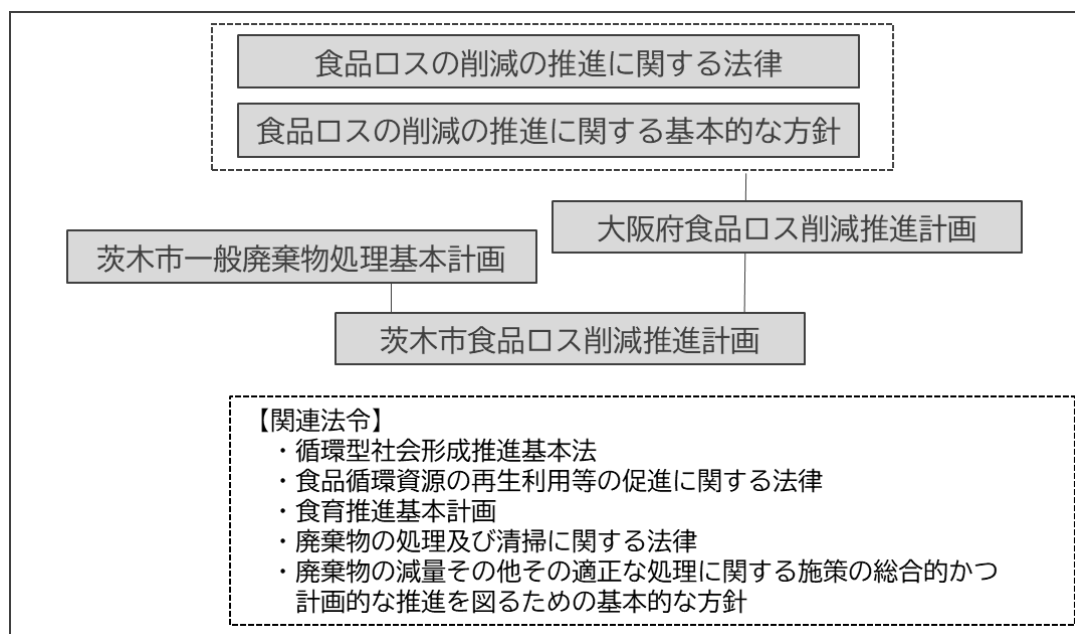 食品ロスの削減の推進に関する法律
食品ロスの削減の推進に関する基本的な方針
大阪府食品ロス削減推進計画
茨木市一般廃棄物処理基本計画
茨木市食品ロス削減推進計画
【関連法令】
・循環型社会形成推進基本法
・食品循環資源の再生利用等の促進に関する法律
・食育推進基本計画
・廃棄物の処理及び清掃に関する法律
・廃棄物の減量その他その適正な処理に関する施策の総合的かつ
計画的な推進を図るための基本的な方針